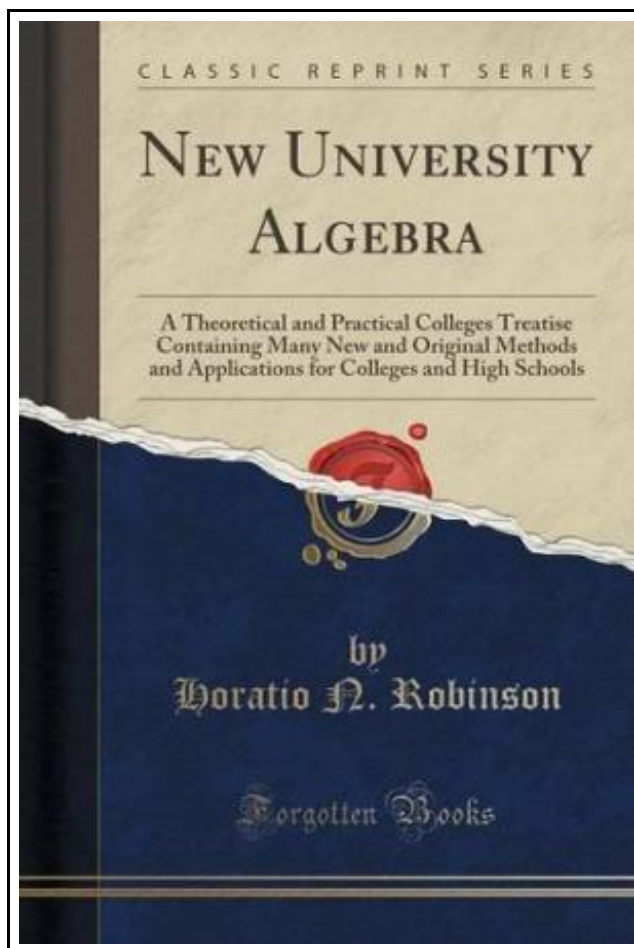 CLASSIC REPRINT SERIES
NEW UNIVERSITY
ALGEBRA
A Theoretical and Practical Colleges Treatise
Containing Many New and Original Methods
and Applications for Colleges and High Schools
by
Horatio N. Robinson
Forgotten Books